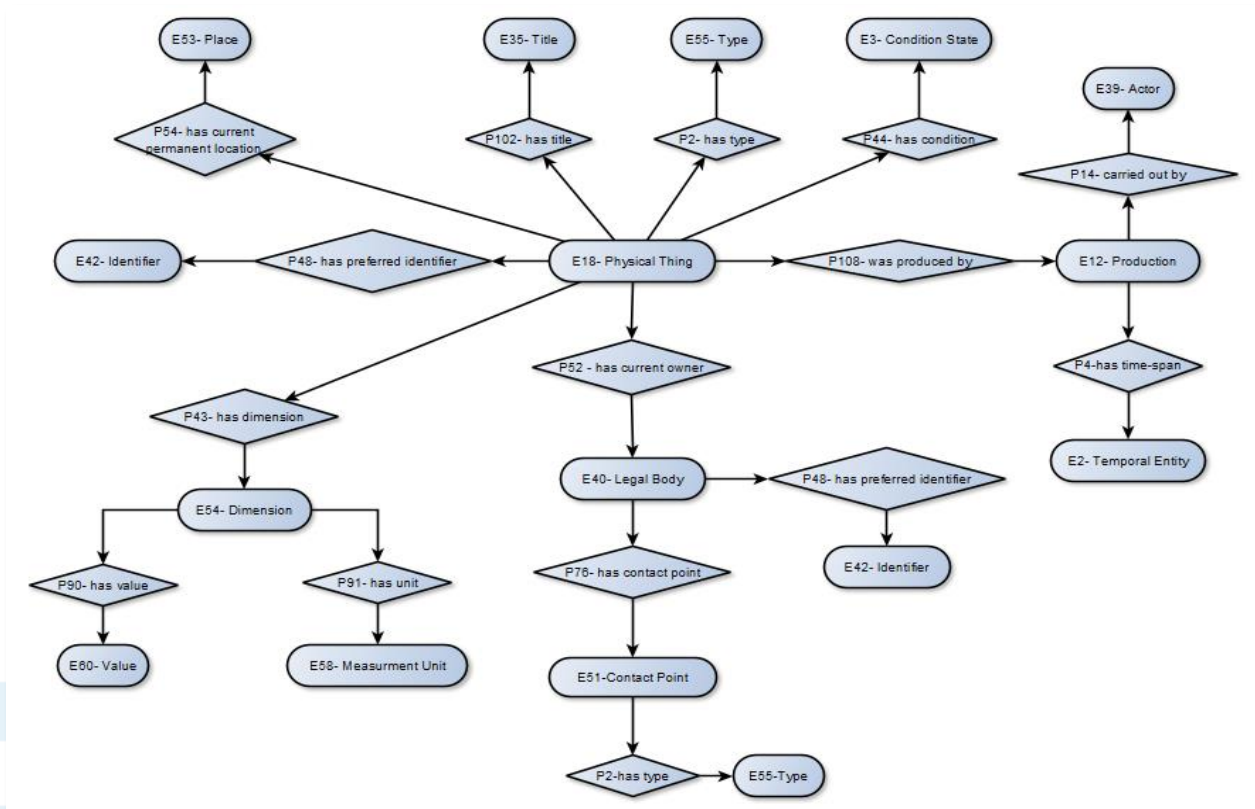 E53- Place
E35- Title
E55- Type
E3- Condition State
E39- Actor
P54- has current
permanent location
P102- has title
P2- has type
P44- has condition
P14- carried out by
E42- Identifier
P48- has preferred identifier
E18- Physical Thing
P108- was produced by
E12- Production
P52 - has current owner
P4-has time-span
P43- has dimension
E2- Temporal Entity
E40- Legal Body
P48- has preferred identifier
E54- Dimension
P90- has value
P91- has unit
P76- has contact point
E42- Identifier
E60- Value
E58- Measurment Unit
E51-Contact Point
P2-has type
E55-Type